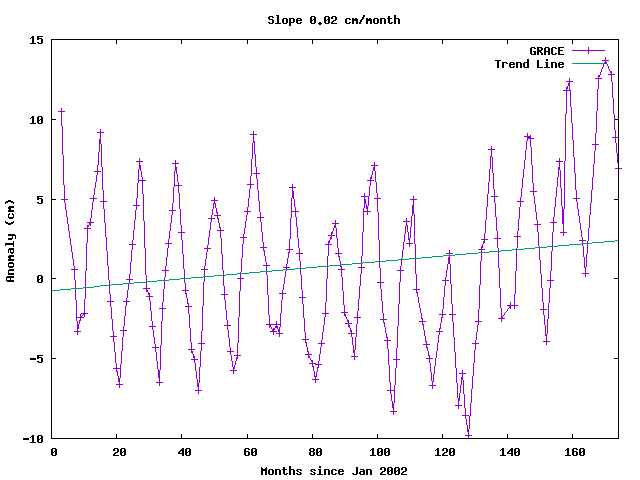 Slope 0.02 cm/month
15
GRACE
Trend Line
10
5
0
-5
-10
Anomaly (cm)
0 20 40 60 80 100 120 140 160
Months since Jan 2002